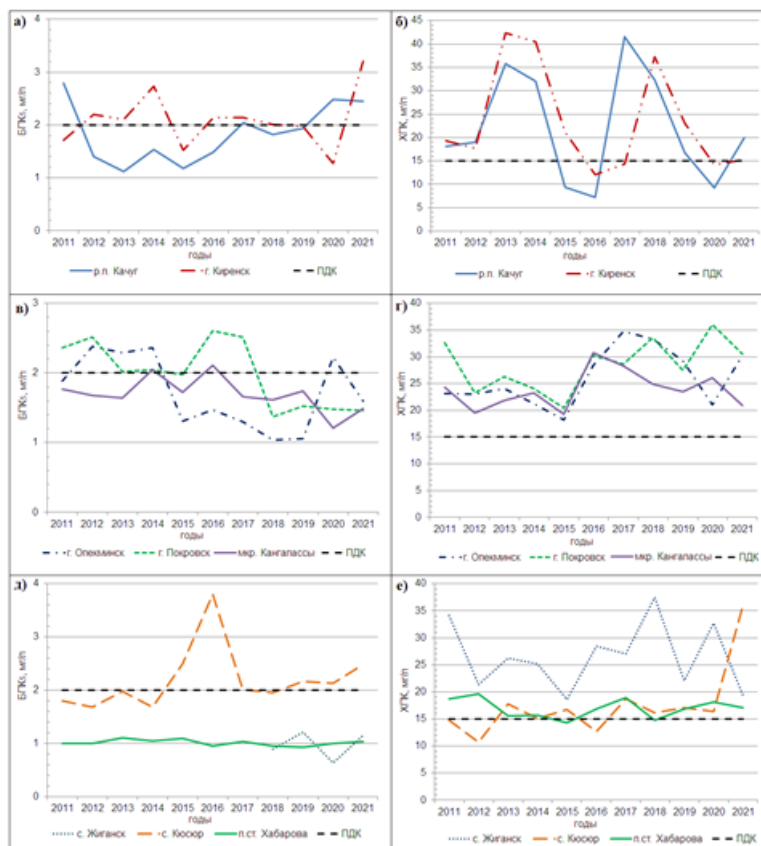 а)
БПК₅, мг/л
4
3
2
1
0
2011 2012 2013 2014 2015 2016 2017 2018 2019 2020 2021
годы
р.п. Качуг г. Киренск ПДК
б)
ХПК, мг/л
45
40
35
30
25
20
15
10
5
0
2011 2012 2013 2014 2015 2016 2017 2018 2019 2020 2021
годы
р.п. Качуг г. Киренск ПДК
в)
БПК₅, мг/л
3
2
1
0
2011 2012 2013 2014 2015 2016 2017 2018 2019 2020 2021
годы
г. Олекминск г. Покровск мкр. Кангалассы ПДК
г)
ХПК, мг/л
40
35
30
25
20
15
10
5
0
2011 2012 2013 2014 2015 2016 2017 2018 2019 2020 2021
годы
г. Олекминск г. Покровск мкр. Кангалассы ПДК
д)
БПК₅, мг/л
4
3
2
1
0
2011 2012 2013 2014 2015 2016 2017 2018 2019 2020 2021
годы
с. Жиганск с. Кюсюр п.ст. Хабарова ПДК
е)
ХПК, мг/л
40
35
30
25
20
15
10
5
0
2011 2012 2013 2014 2015 2016 2017 2018 2019 2020 2021
годы
с. Жиганск с. Кюсюр п.ст. Хабарова ПДК